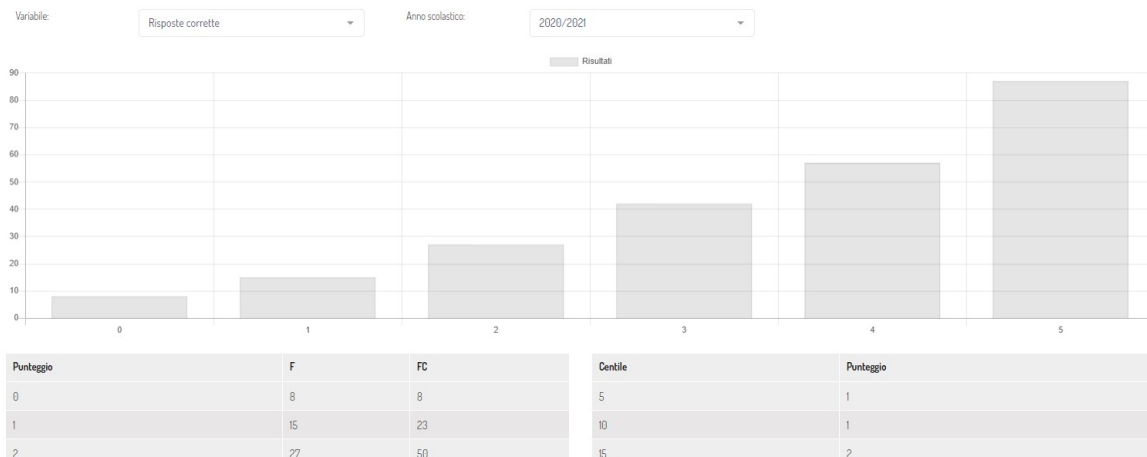 Variabile: Risposte corrette Anno scolastico: 2020/2021
Risultati
90
80
70
60
50
40
30
20
10
0
0 1 2 3 4 5
Punteggio F FC Centile Punteggio
0 8 8 5 1
1 15 23 10 1
2 27 50 15 2